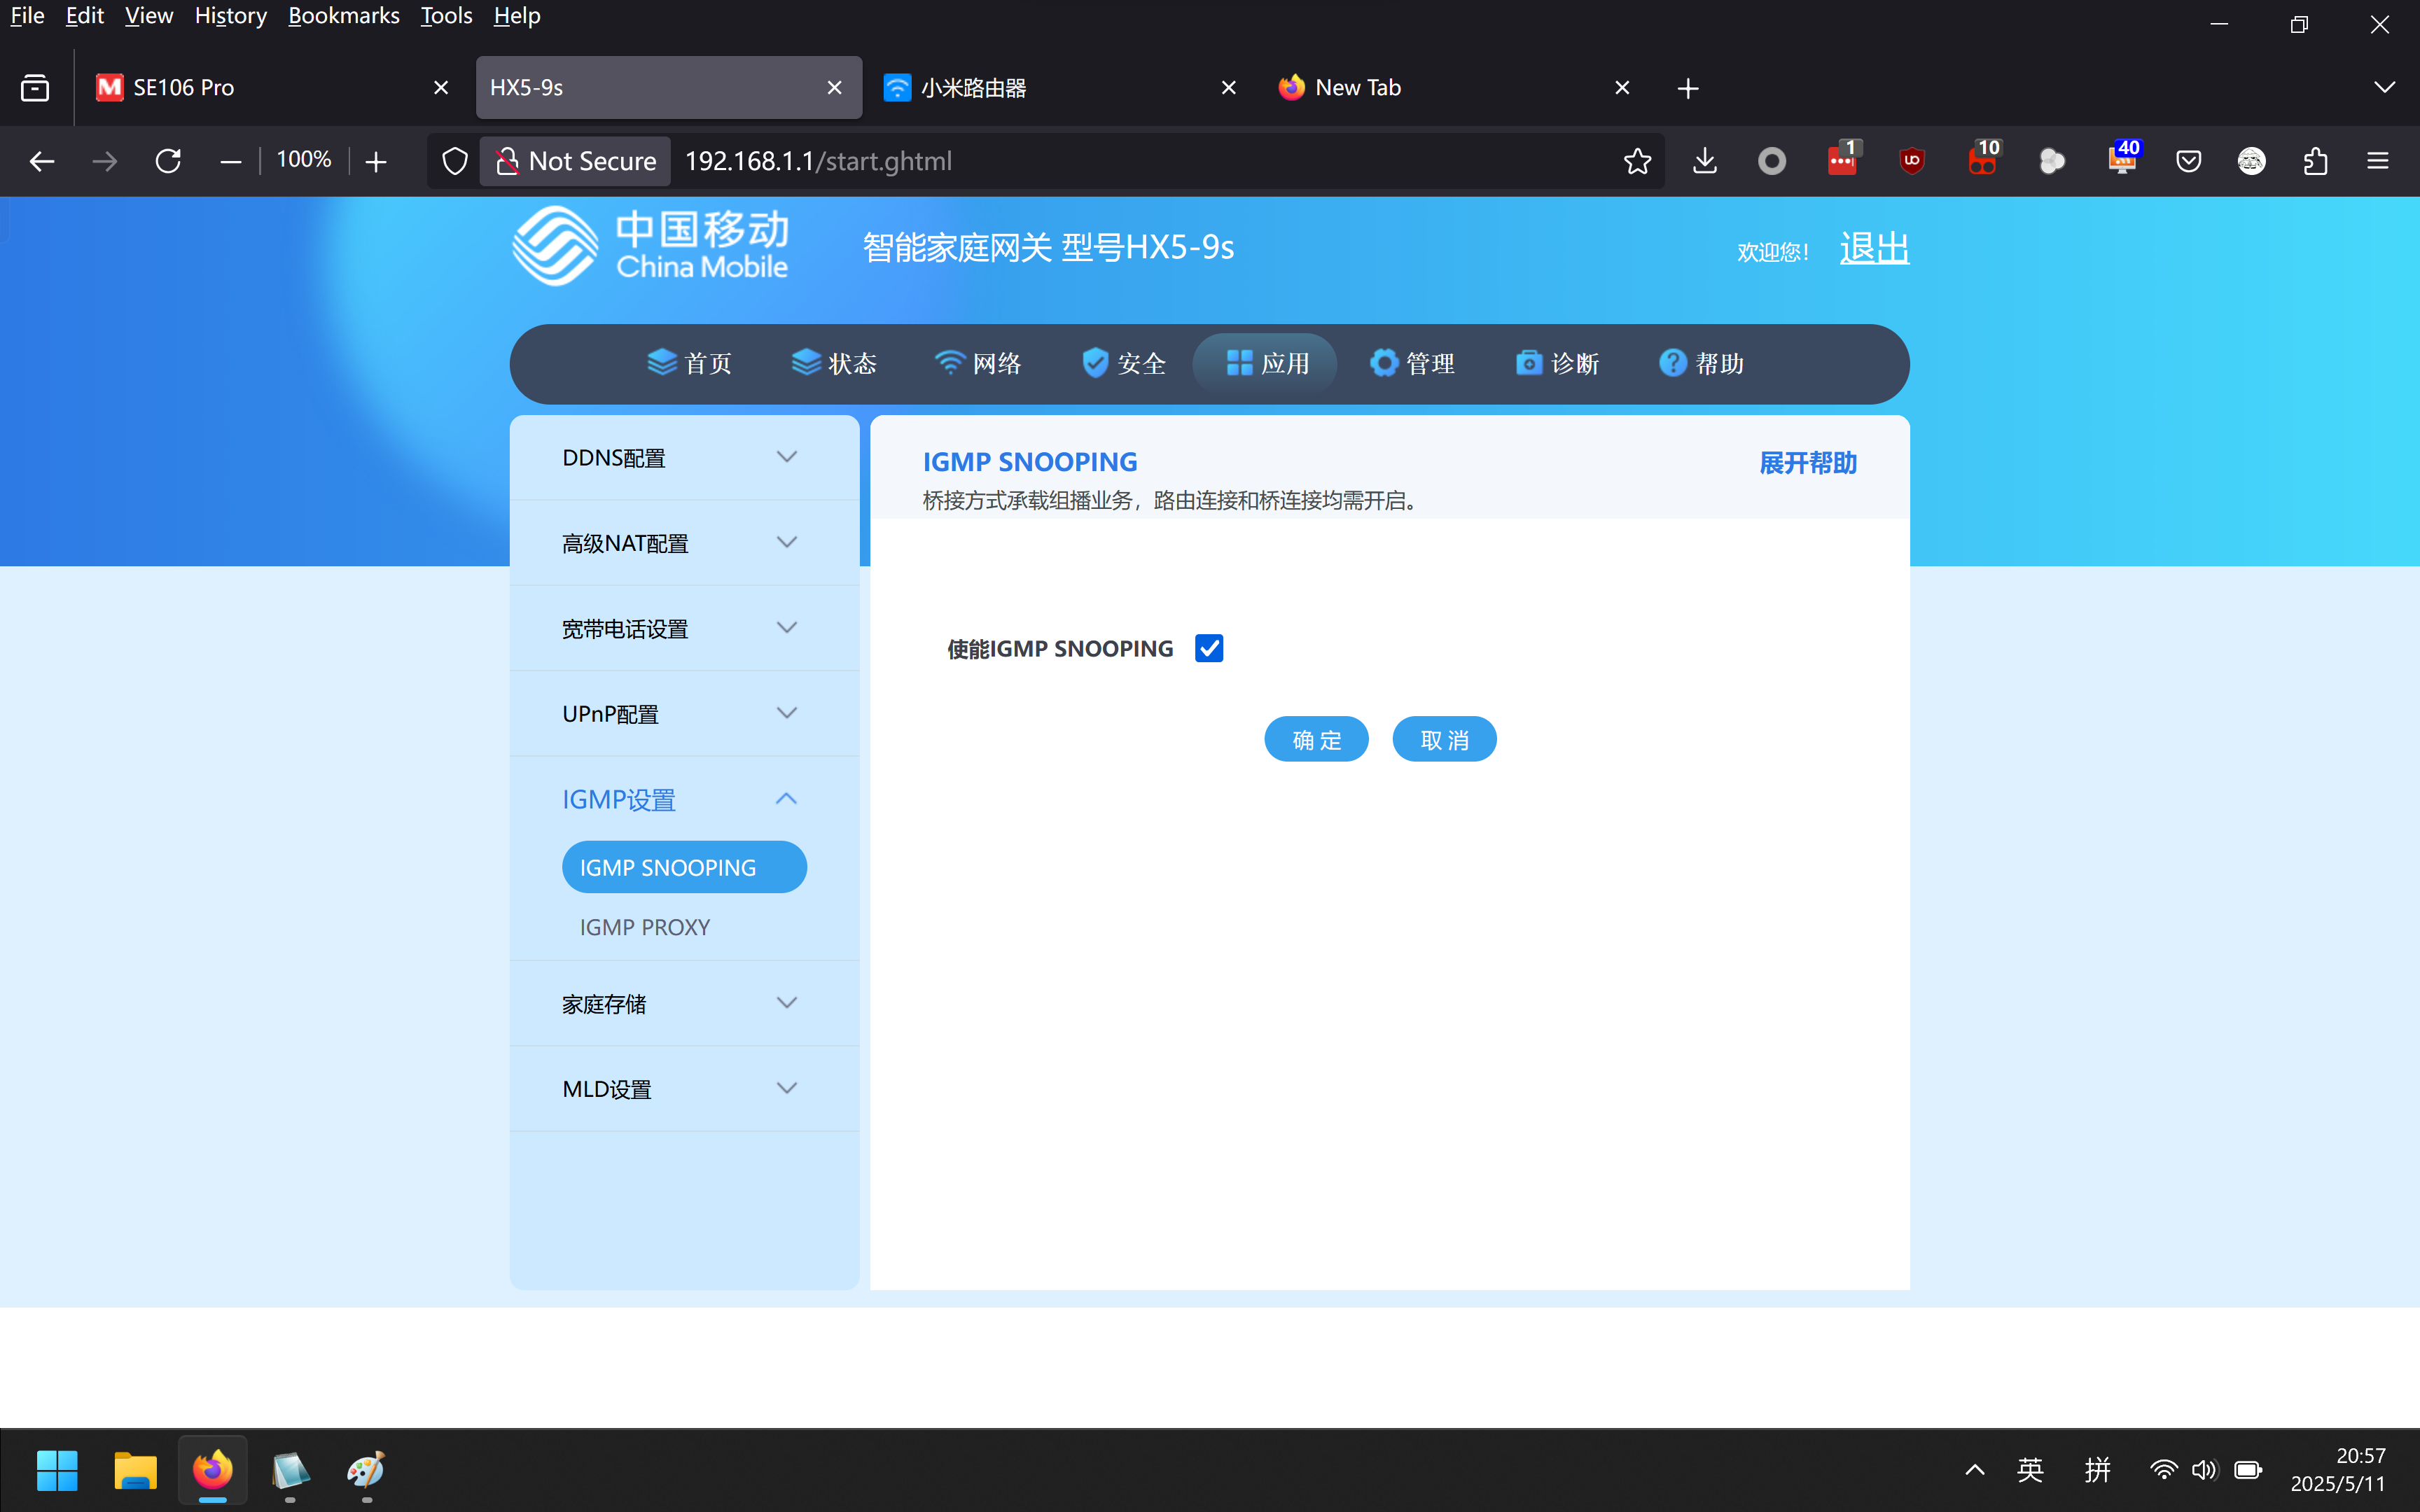 File Edit View History Bookmarks Tools Help
SE106 Pro
HX5-9s
小米路由器
New Tab
100%
Not Secure
192.168.1.1/start.ghtml
1
10
40
中国移动
China Mobile
智能家庭网关 型号HX5-9s
欢迎您！
退出
首页
状态
网络
安全
应用
管理
诊断
帮助
DDNS配置
高级NAT配置
宽带电话设置
UPnP配置
IGMP设置
IGMP SNOOPING
IGMP PROXY
家庭存储
MLD设置
IGMP SNOOPING
展开帮助
桥接方式承载组播业务，路由连接和桥连接均需开启。
使能IGMP SNOOPING
确 定
取 消
英
拼
20:57
2025/5/11